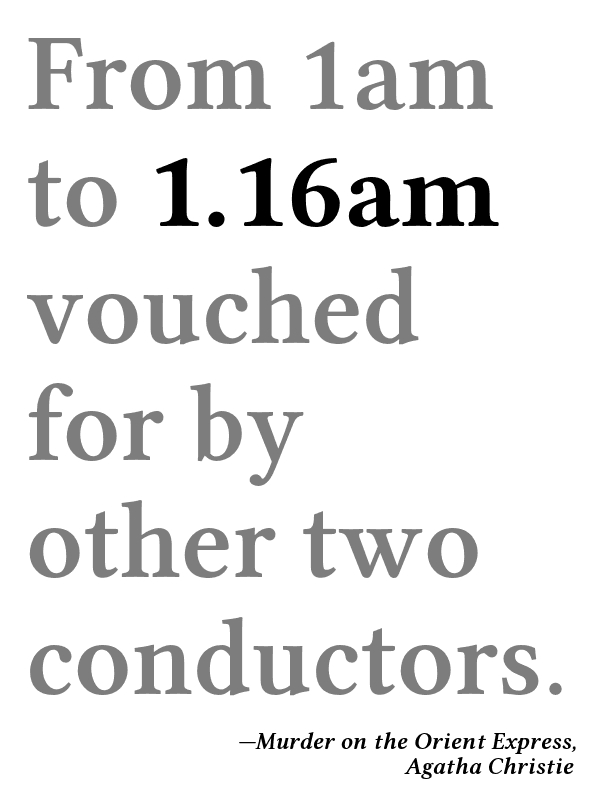 From 1am
to 1.16am
vouched
for by
other two
conductors.
—Murder on the Orient Express,
Agatha Christie